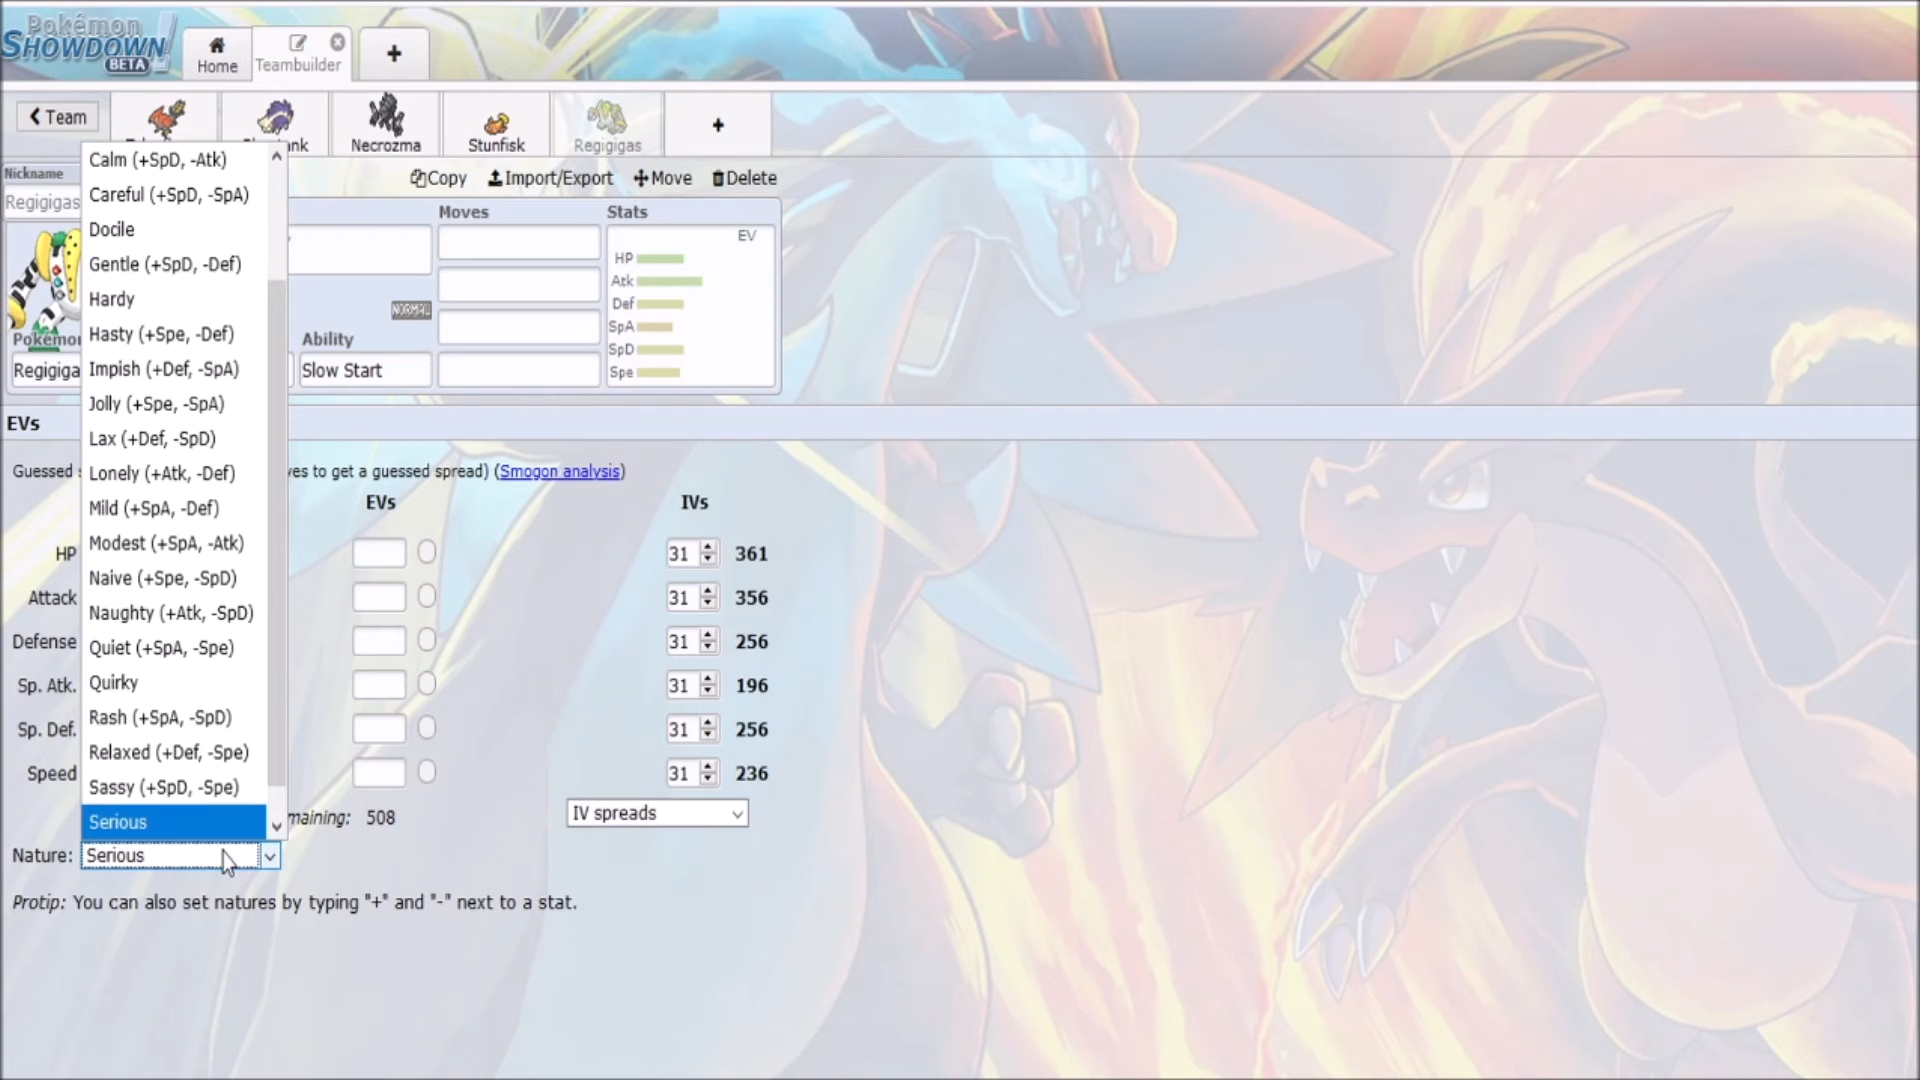 Pokémon
SHOWDOWN!
BETA
Home
Teambuilder
+
Team
Necrozma
Stunfisk
Regigigas
+
Nickname
Copy
Import/Export
Move
Delete
Regigigas
Moves
Stats
EV
HP
Atk
Def
SpA
SpD
Spe
NORMAL
Pokémon
Ability
Regigiga
Slow Start
Calm (+SpD, -Atk)
Careful (+SpD, -SpA)
Docile
Gentle (+SpD, -Def)
Hardy
Hasty (+Spe, -Def)
Impish (+Def, -SpA)
Jolly (+Spe, -SpA)
Lax (+Def, -SpD)
Lonely (+Atk, -Def)
Mild (+SpA, -Def)
Modest (+SpA, -Atk)
Naive (+Spe, -SpD)
Naughty (+Atk, -SpD)
Quiet (+SpA, -Spe)
Quirky
Rash (+SpA, -SpD)
Relaxed (+Def, -Spe)
Sassy (+SpD, -Spe)
Serious
EVs
Guessed
ves to get a guessed spread) (Smogon analysis)
EVs IVs
HP 31 361
Attack 31 356
Defense 31 256
Sp. Atk. 31 196
Sp. Def. 31 256
Speed 31 236
maining: 508 IV spreads
Nature: Serious
Protip: You can also set natures by typing "+" and "-" next to a stat.